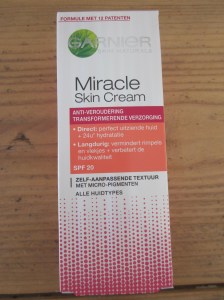 FORMULE MET 10 PATENTEN
GARNIER
Miracle
Skin Cream
ANTI-VEROUDERING
TRANSFORMERENDE VERZORGING
• Direct: perfect uitziende huid
+ 24U* hydratatie
• Langdurig: vermindert rimpels
en vlekjes + verbetert de
huidkwaliteit
SPF 20
ZELF-AANPASSENDE TEXTUUR
MET MICRO-PIGMENTEN
ALLE HUIDTYPES